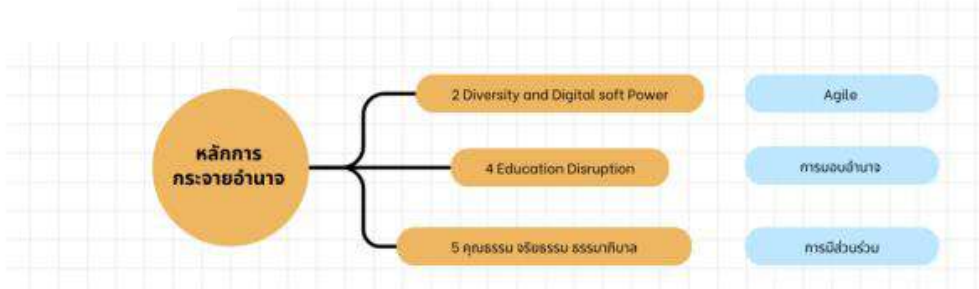 หลักการ
กระจายอำนาจ
2 Diversity and Digital soft Power
Agile
4 Education Disruption
การมอบอำนาจ
5 คุณธรรม จริยธรรม ธรรมาภิบาล
การมีส่วนร่วม